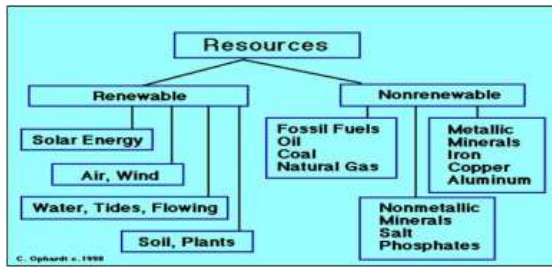 Resources
Renewable
Nonrenewable
Solar Energy
Air, Wind
Water, Tides, Flowing
Soil, Plants
Fossil Fuels
Oil
Coal
Natural Gas
Metallic
Minerals
Iron
Copper
Aluminum
Nonmetallic
Minerals
Salt
Phosphates
C. Ophardt c.1998